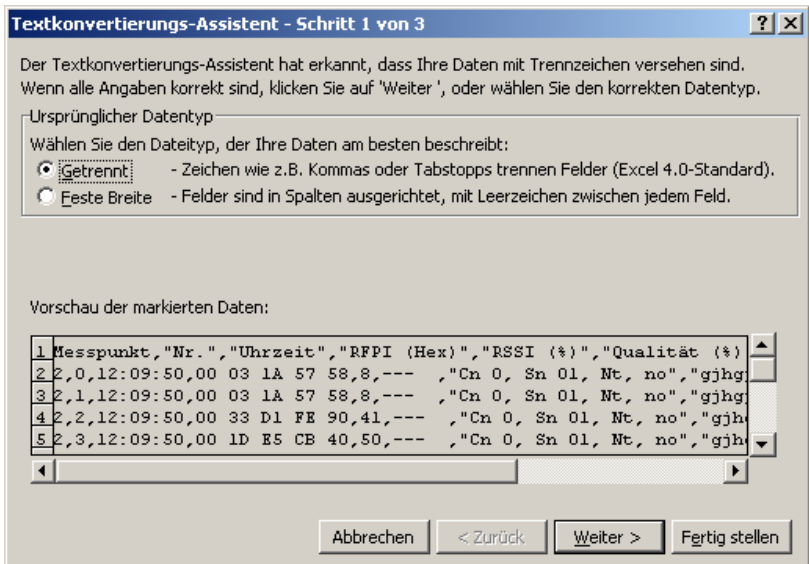 Textkonvertierungs-Assistent - Schritt 1 von 3
Der Textkonvertierungs-Assistent hat erkannt, dass Ihre Daten mit Trennzeichen versehen sind.
Wenn alle Angaben korrekt sind, klicken Sie auf 'Weiter ', oder wählen Sie den korrekten Datentyp.
Ursprünglicher Datentyp
Wählen Sie den Dateityp, der Ihre Daten am besten beschreibt:
Getrennt - Zeichen wie z.B. Kommas oder Tabstopps trennen Felder (Excel 4.0-Standard).
Feste Breite - Felder sind in Spalten ausgerichtet, mit Leerzeichen zwischen jedem Feld.
Vorschau der markierten Daten:
1 Messpunkt,"Nr.","Uhrzeit","RFPI (Hex)","RSSI (%)","Qualität (%)
2 2,0,12:09:50,00 03 1A 57 58,8,--- ,"Cn 0, Sn 01, Nt, no","gjhg
3 2,1,12:09:50,00 03 1A 57 58,8,--- ,"Cn 0, Sn 01, Nt, no","gjhg
4 2,2,12:09:50,00 33 D1 FE 90,41,--- ,"Cn 0, Sn 01, Nt, no","gjh
5 2,3,12:09:50,00 1D E5 CB 40,50,--- ,"Cn 0, Sn 01, Nt, no","gjh
Abbrechen < Zurück Weiter > Fertig stellen